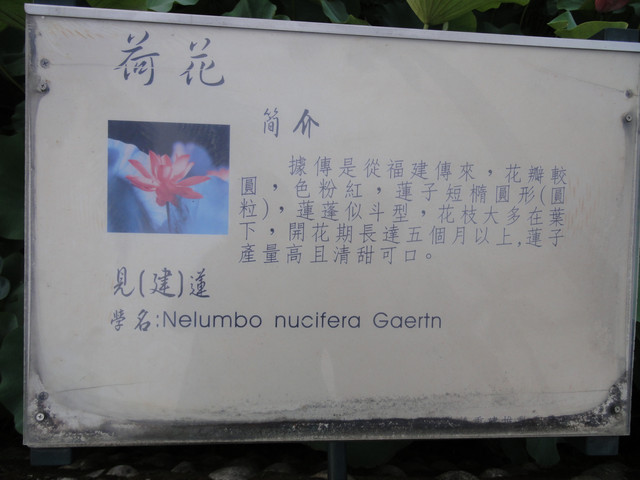 荷花
簡介
據傳是從福建傳來，花瓣較
圓，色粉紅，蓮子短橢圓形(圓
粒)，蓮蓬似斗型，花枝大多在葉
下，開花期長達五個月以上,蓮子
產量高且清甜可口。
見(建)蓮
學名:Nelumbo nucifera Gaertn